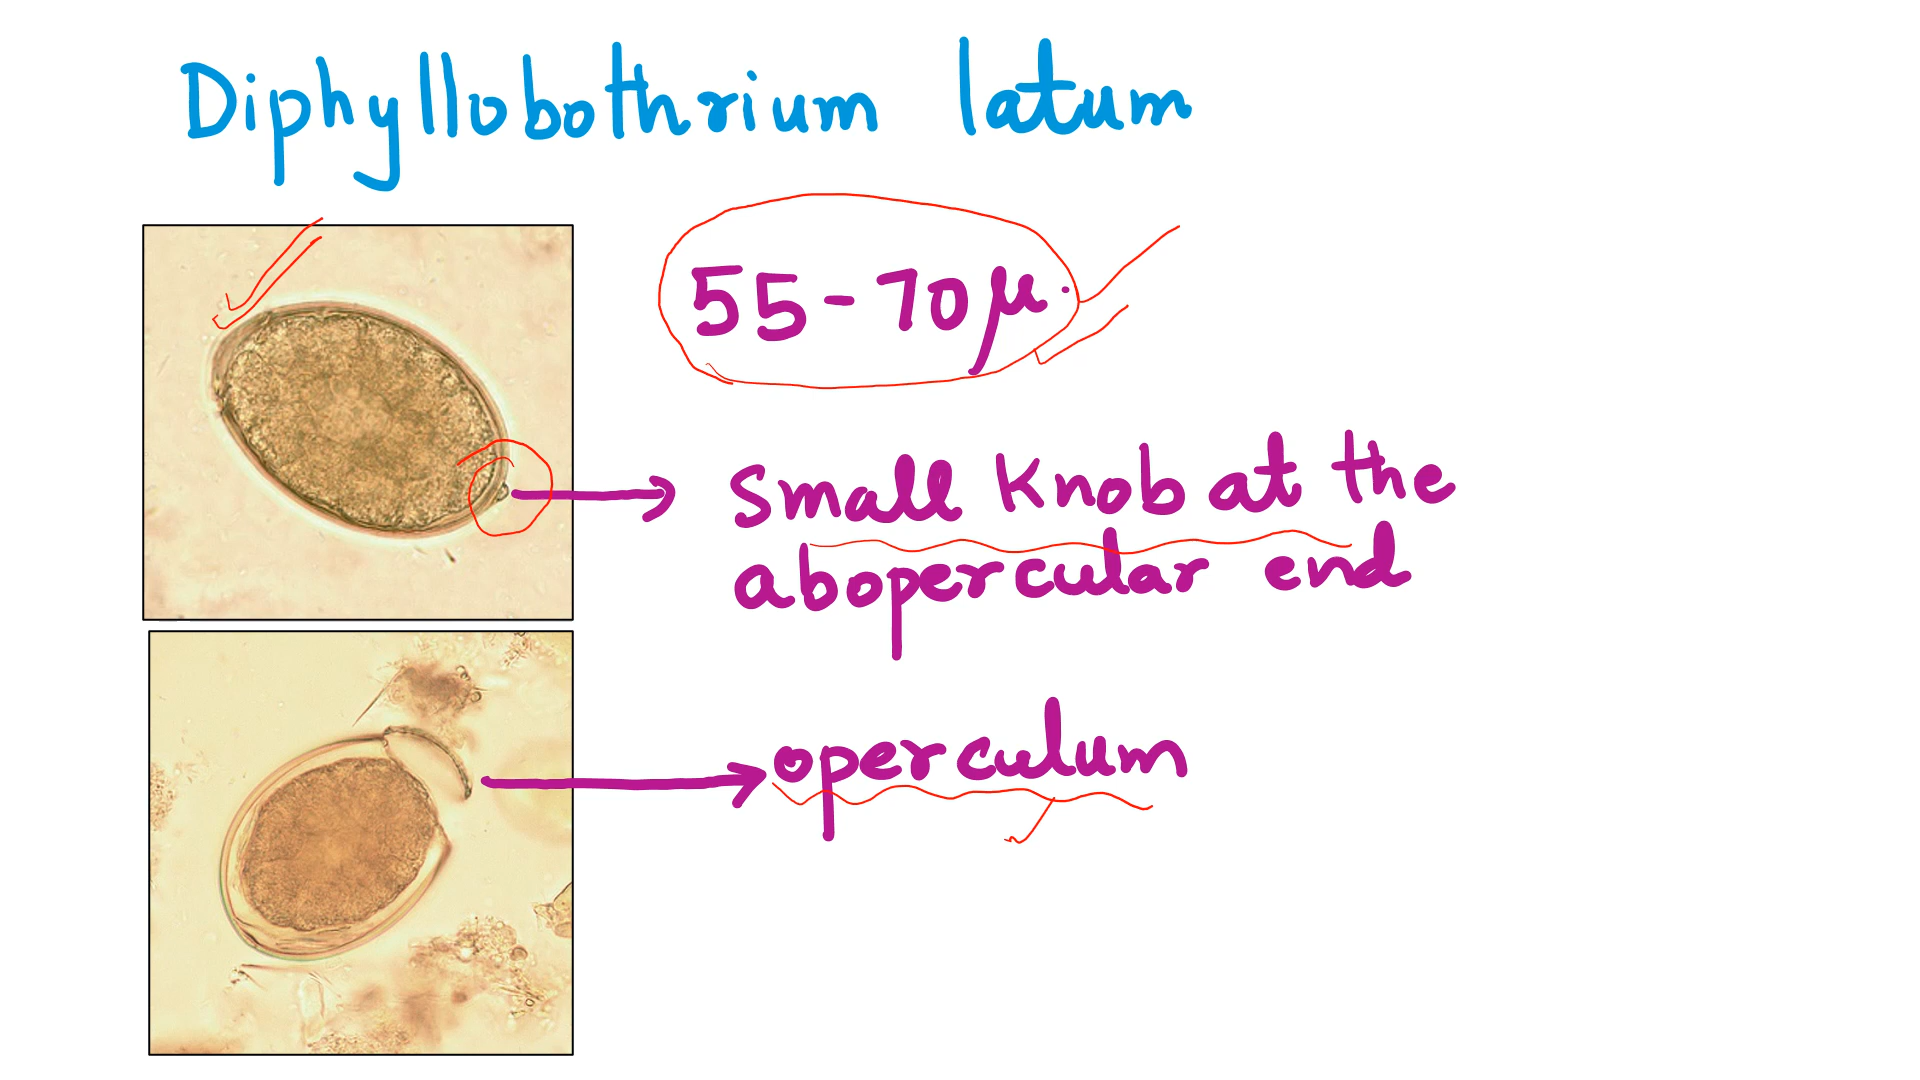 Diphyllobothrium latum
55-70μ.
Small Knob at the
abopercular end
operculum